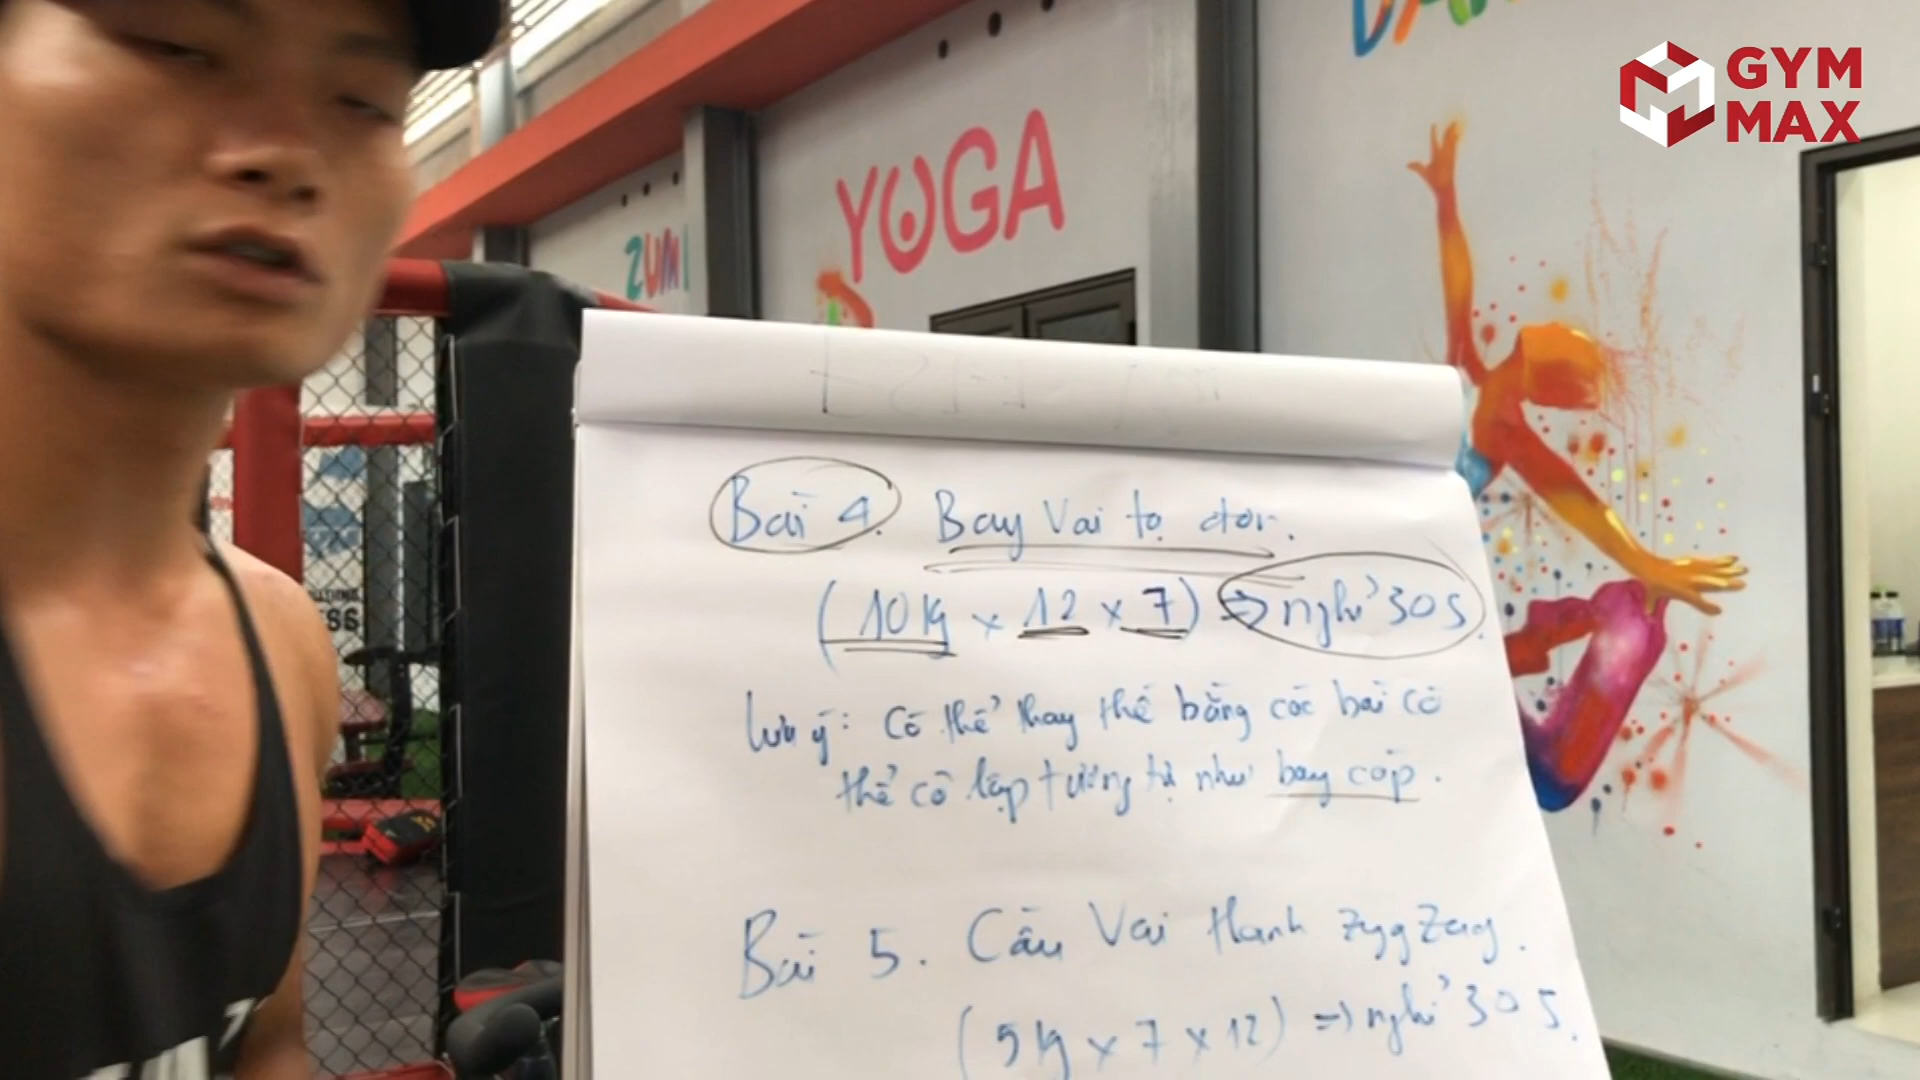 GYM
MAX
YOGA
ZUM
Bài 4. Bay Vai tạ đơn.
(10kg x 12 x 7) => nghỉ 30s.
Lưu ý: Có thể thay thế bằng các bài có
thể cô lập tương tự như bay cáp.
Bài 5. Cầu Vai thanh zygzag.
(5kg x 7 x 12) => nghỉ 30s.